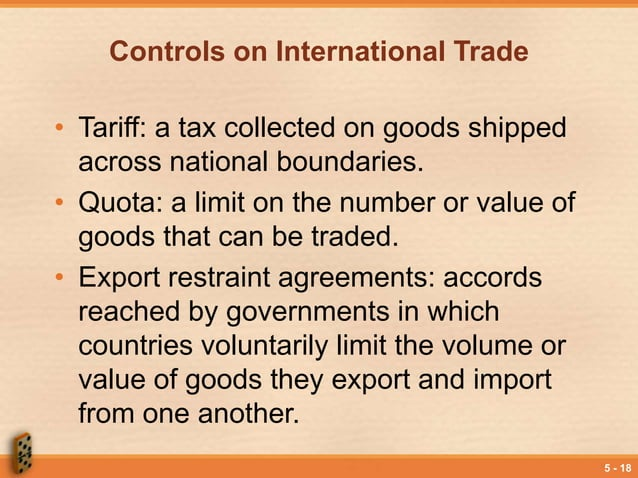 Controls on International Trade
• Tariff: a tax collected on goods shipped
across national boundaries.
• Quota: a limit on the number or value of
goods that can be traded.
• Export restraint agreements: accords
reached by governments in which
countries voluntarily limit the volume or
value of goods they export and import
from one another.
5 - 18